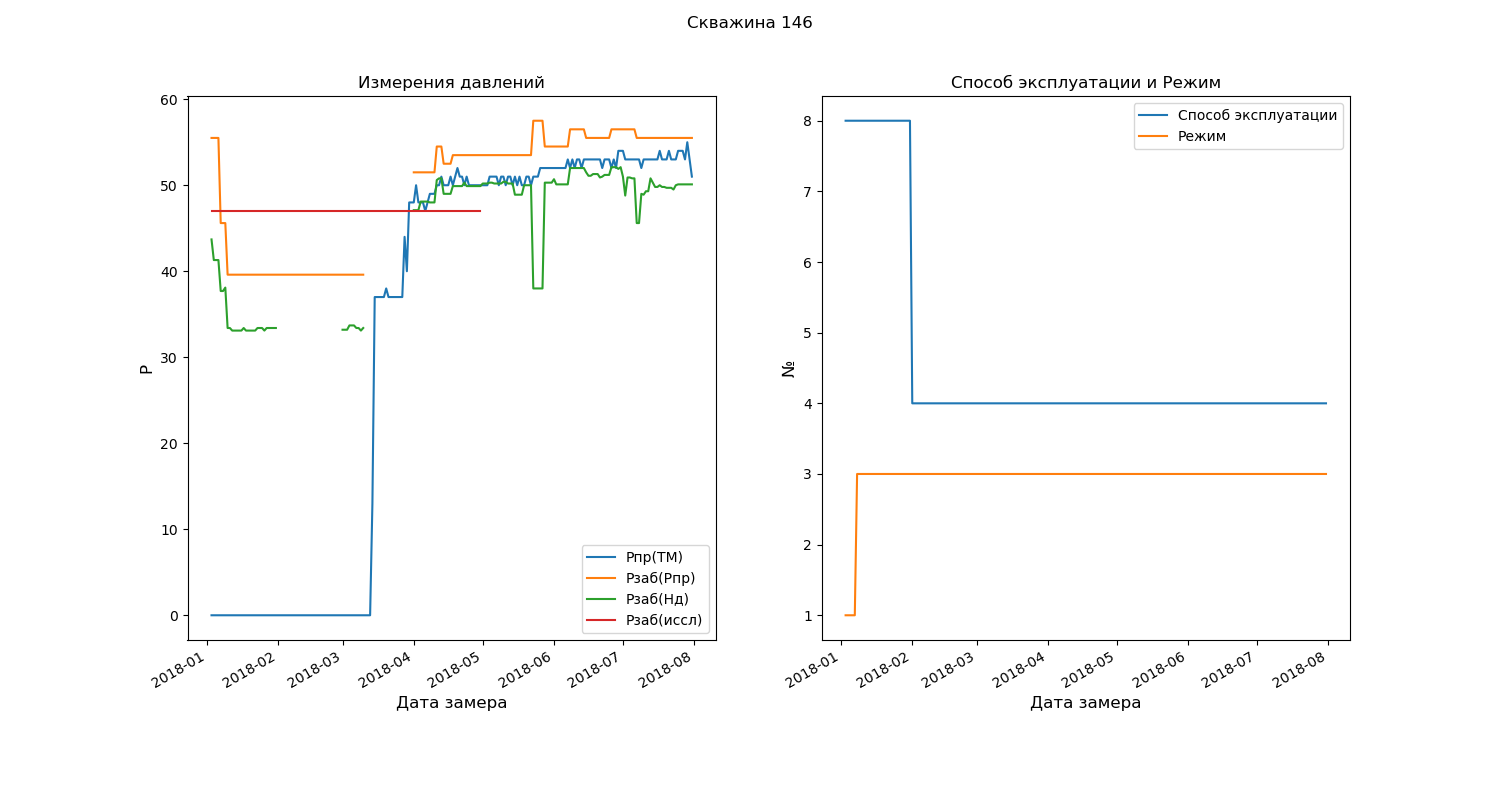 Скважина 146
Измерения давлений
P
60
50
40
30
20
10
0
Рпр(ТМ)
Рзаб(Рпр)
Рзаб(Нд)
Рзаб(иссл)
2018-01
2018-02
2018-03
2018-04
2018-05
2018-06
2018-07
2018-08
Дата замера
Способ эксплуатации и Режим
№
8
7
6
5
4
3
2
1
Способ эксплуатации
Режим
2018-01
2018-02
2018-03
2018-04
2018-05
2018-06
2018-07
2018-08
Дата замера